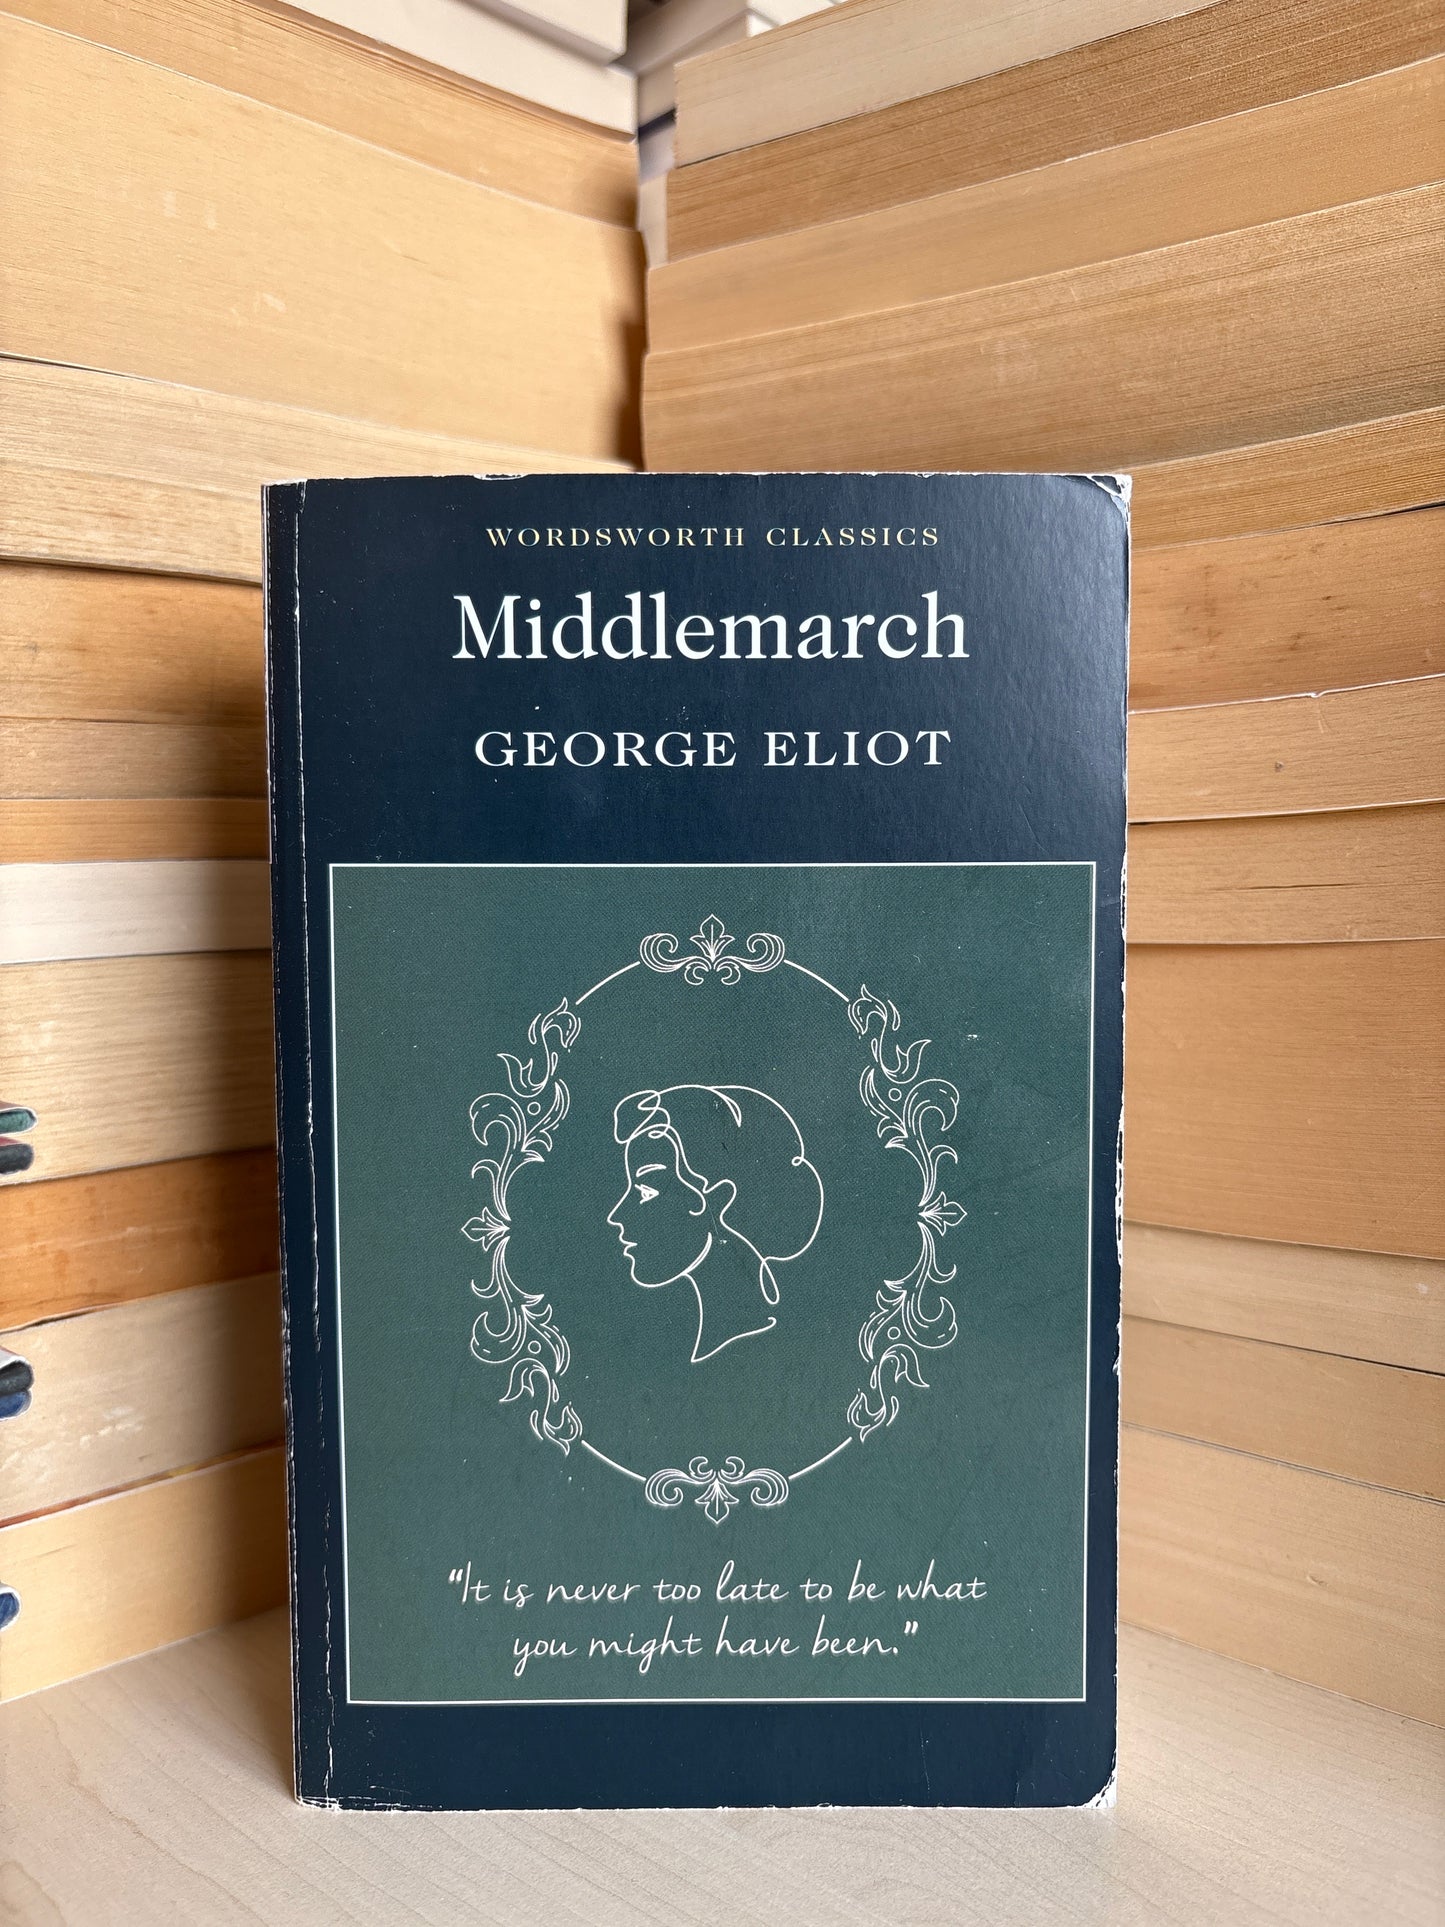 WORDSWORTH CLASSICS
Middlemarch
GEORGE ELIOT
“It is never too late to be what
you might have been.”